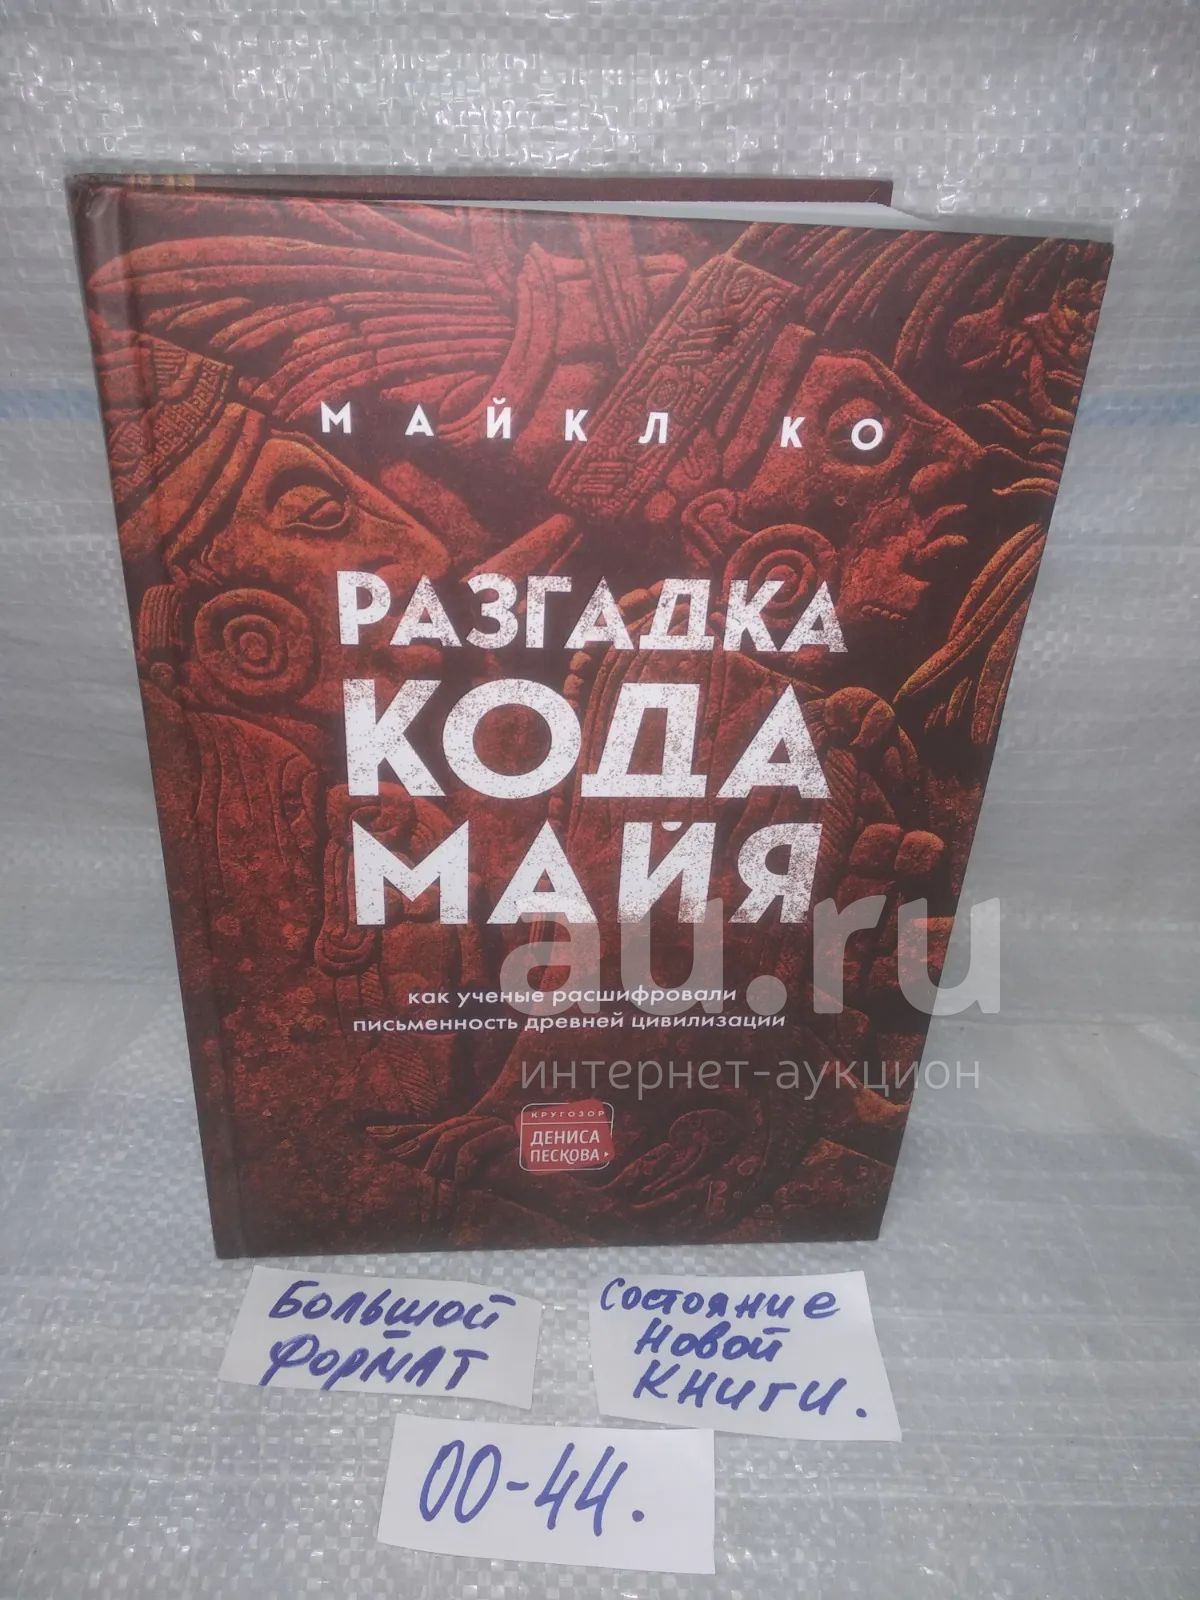 МАЙКЛ КО
РАЗГАДКА
КОДА
МАЙЯ
как ученые расшифровали
письменность древней цивилизации
au.ru
интернет-аукцион
КРУГОЗОР
ДЕНИСА
ПЕСКОВА
БОЛЬШОЙ
ФОРМАТ
Состояние
Новой
Книги.
00-44.